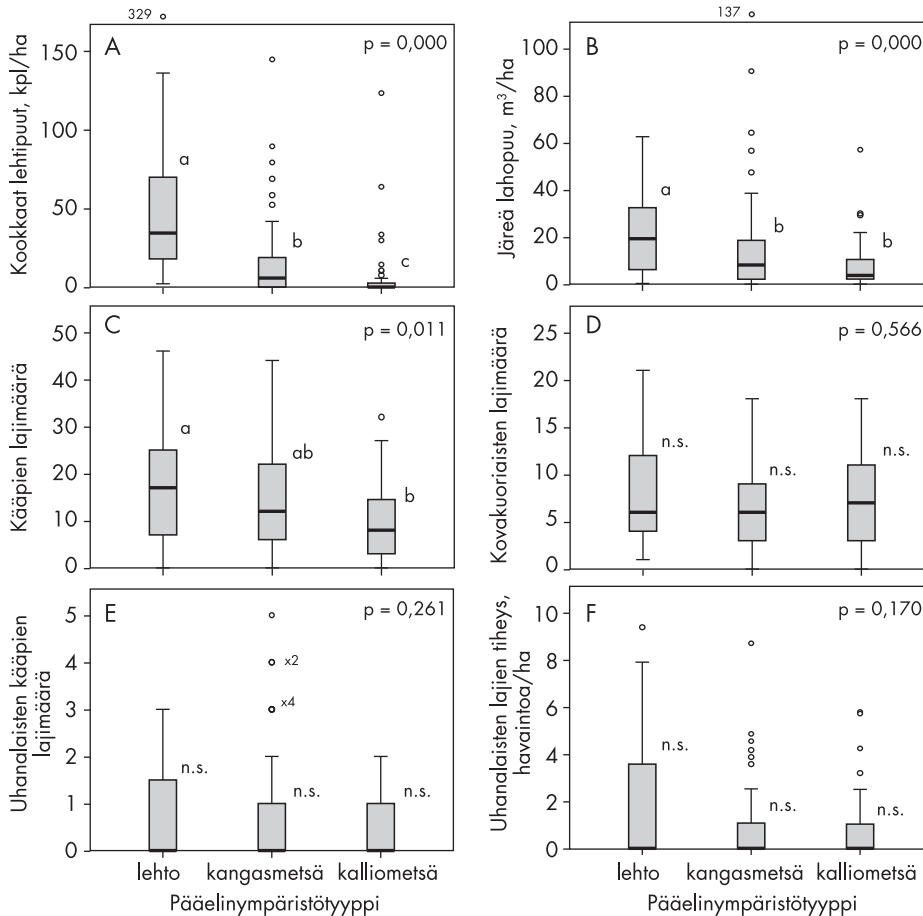 329
A
p = 0,000
150
100
50
0
Kookkaat lehtipuut, kpl/ha
a
b
c
137
B
p = 0,000
100
80
60
40
20
0
Järeä lahopuu, m³/ha
a
b
b
C
p = 0,011
50
40
30
20
10
0
Kääpien lajimäärä
a
ab
b
D
p = 0,566
25
20
15
10
5
0
Kovakuoriaisten lajimäärä
n.s.
n.s.
n.s.
E
p = 0,261
5
4
3
2
1
0
Uhanalaisten kääpien
lajimäärä
x2
x4
n.s.
n.s.
n.s.
lehto kangasmetsä kalliometsä
Pääelinympäristötyyppi
F
p = 0,170
10
8
6
4
2
0
Uhanalaisten lajien tiheys,
havaintoa/ha
n.s.
n.s.
n.s.
lehto kangasmetsä kalliometsä
Pääelinympäristötyyppi